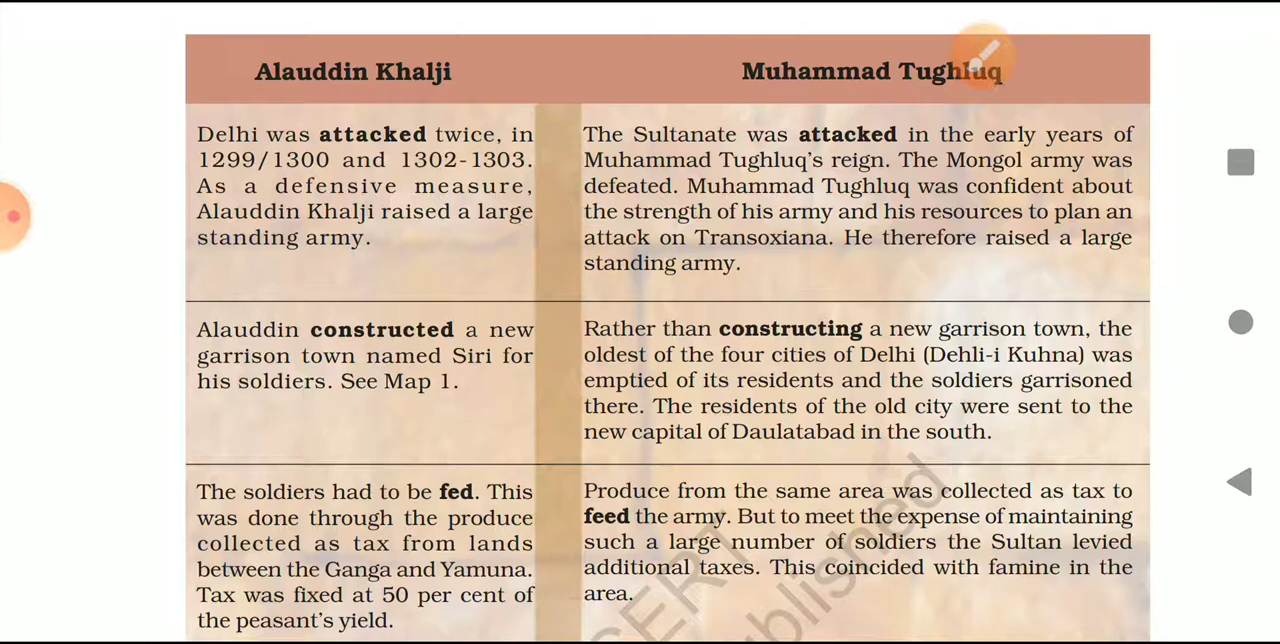 Alauddin Khalji
Muhammad Tughluq
Delhi was attacked twice, in
1299/1300 and 1302-1303.
As a defensive measure,
Alauddin Khalji raised a large
standing army.
The Sultanate was attacked in the early years of
Muhammad Tughluq's reign. The Mongol army was
defeated. Muhammad Tughluq was confident about
the strength of his army and his resources to plan an
attack on Transoxiana. He therefore raised a large
standing army.
Alauddin constructed a new
garrison town named Siri for
his soldiers. See Map 1.
Rather than constructing a new garrison town, the
oldest of the four cities of Delhi (Dehli-i Kuhna) was
emptied of its residents and the soldiers garrisoned
there. The residents of the old city were sent to the
new capital of Daulatabad in the south.
The soldiers had to be fed. This
was done through the produce
collected as tax from lands
between the Ganga and Yamuna.
Tax was fixed at 50 per cent of
the peasant's yield.
Produce from the same area was collected as tax to
feed the army. But to meet the expense of maintaining
such a large number of soldiers the Sultan levied
additional taxes. This coincided with famine in the
area.